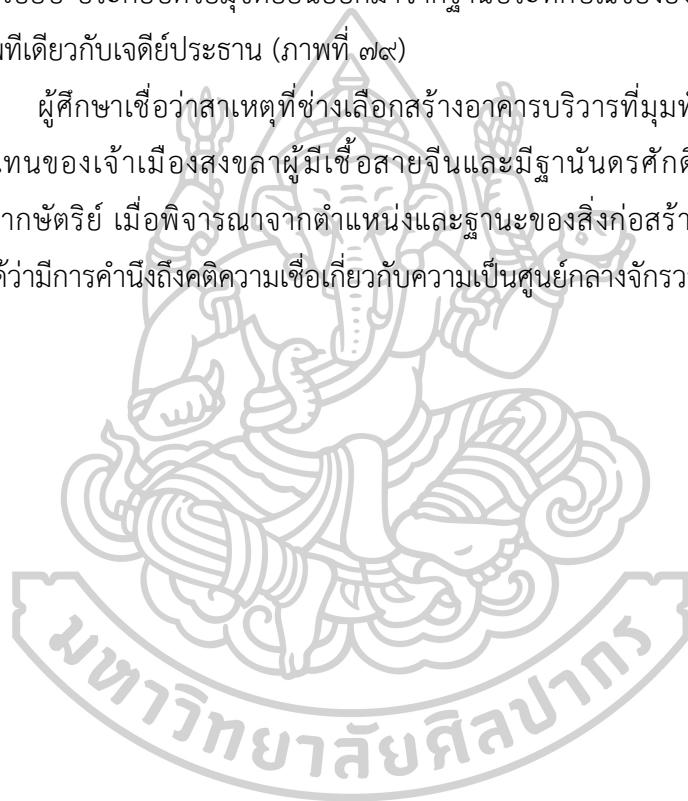 ทีเดียวกับเจดีย์ประธาน (ภาพที่ ๗๙)
ผู้ศึกษาเชื่อว่าสาเหตุที่ช่างเลือกสร้างอาคารบริวารที่มุม
แทนของเจ้าเมืองสงขลาผู้มีเชื้อสายจีนและมีฐานันดรศักดิ
ากษัตริย์ เมื่อพิจารณาจากตำแหน่งและฐานะของสิ่งก่อสร้า
ด้ว่ามีการคำนึงถึงคติความเชื่อเกี่ยวกับความเป็นศูนย์กลางจักรว
มหาวิทยาลัยศิลปากร